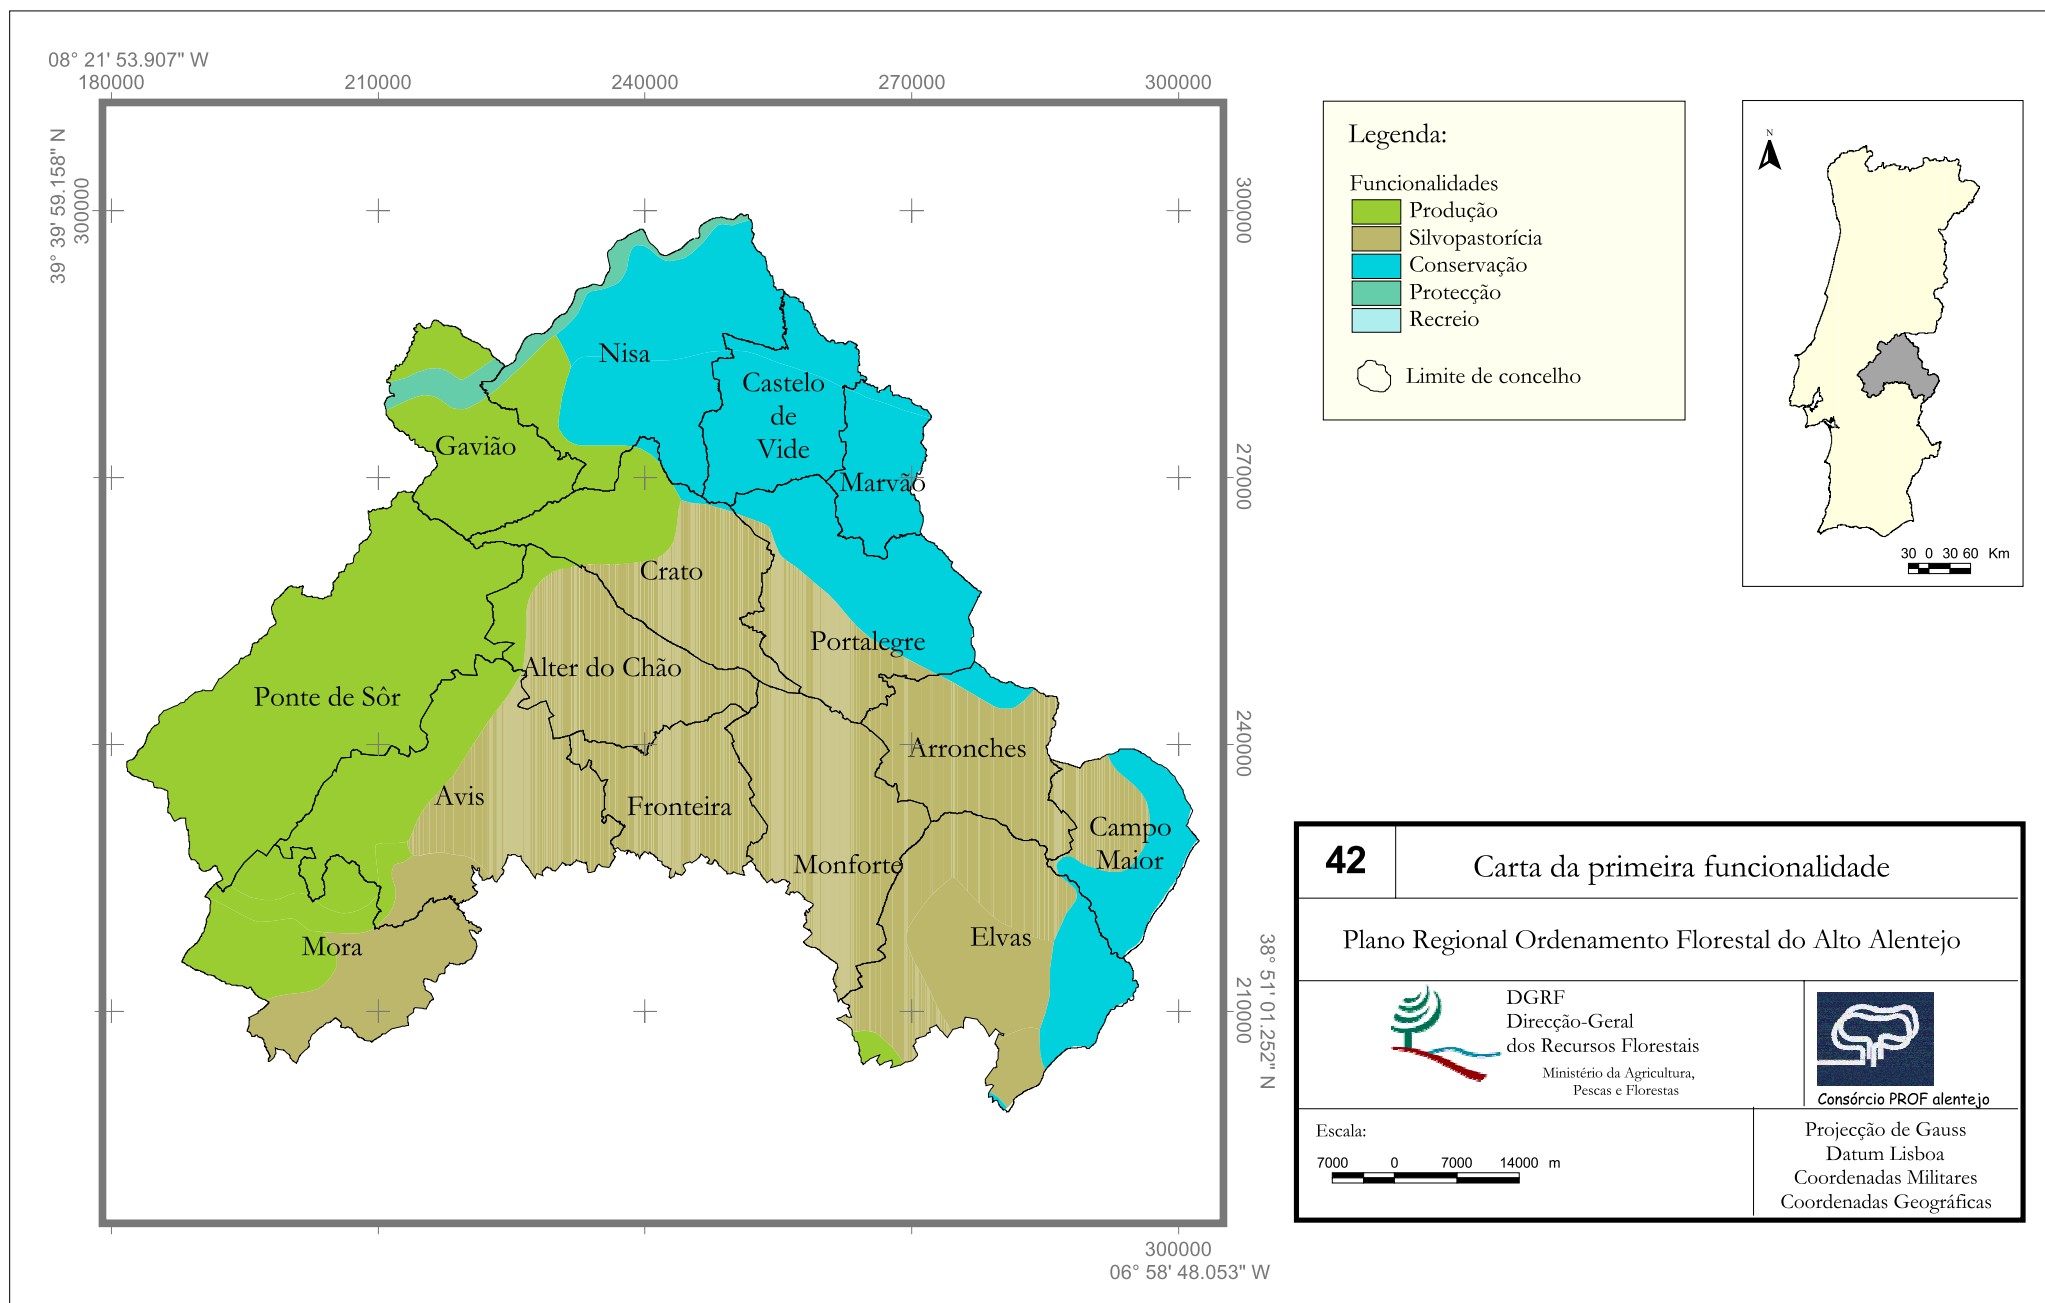 08° 21' 53.907" W
180000
210000
240000
270000
300000
39° 39' 59.158" N
300000
300000
270000
240000
210000
38° 51' 01.252" N
300000
06° 58' 48.053" W
Nisa
Castelo
de
Vide
Gavião
Marvão
Crato
Portalegre
Alter do Chão
Ponte de Sôr
Arronches
Avis
Fronteira
Campo
Maior
Monforte
Elvas
Mora
Legenda:
Funcionalidades
Produção
Silvopastorícia
Conservação
Protecção
Recreio
Limite de concelho
N
30 0 30 60 Km
42
Carta da primeira funcionalidade
Plano Regional Ordenamento Florestal do Alto Alentejo
DGRF
Direcção-Geral
dos Recursos Florestais
Ministério da Agricultura,
Pescas e Florestas
Consórcio PROF alentejo
Escala:
7000 0 7000 14000 m
Projecção de Gauss
Datum Lisboa
Coordenadas Militares
Coordenadas Geográficas